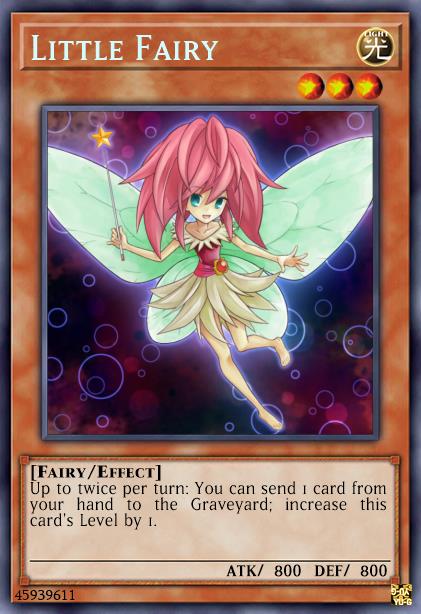 Little Fairy
LIGHT
光
[Fairy/Effect]
Up to twice per turn: You can send 1 card from
your hand to the Graveyard; increase this
card's Level by 1.
ATK/ 800 DEF/ 800
45939611